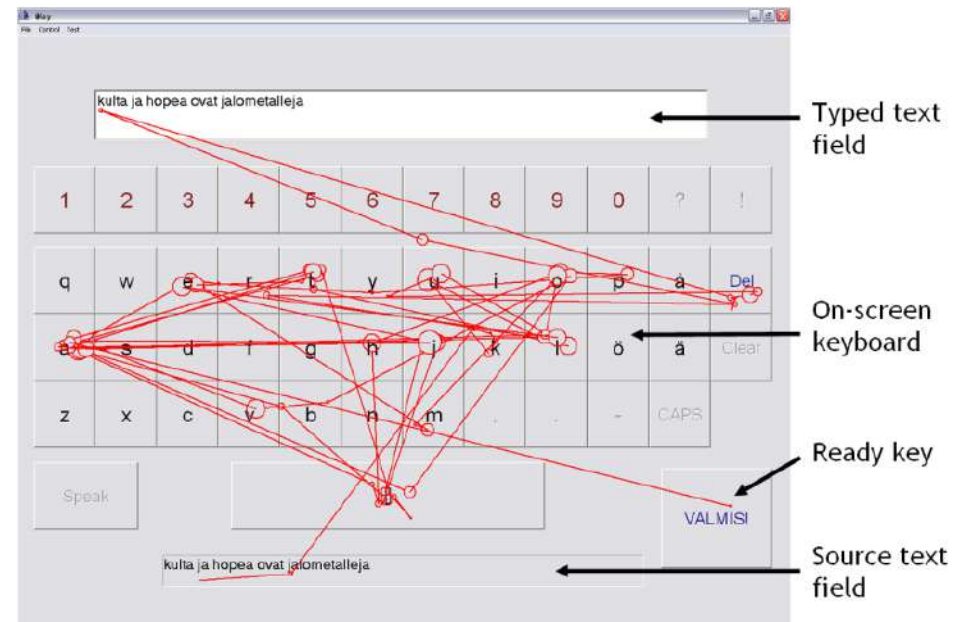 iKey
File Control Test
kulta ja hopea ovat jalometalleja
Typed text
field
1 2 3 4 5 6 7 8 9 0 ? !
q w e r t y u i o p å Del
On-screen
keyboard
a s d f g h j k l ö ä Clear
z x c v b n m , . - CAPS
Ready key
Speak
VALMIS!
Source text
field
kulta ja hopea ovat jalometalleja